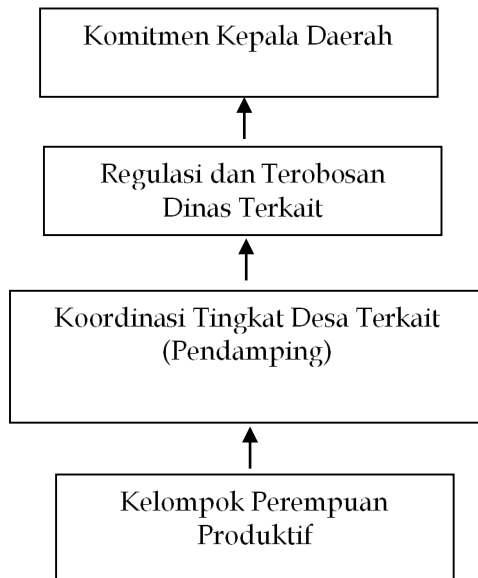 Komitmen Kepala Daerah
Regulasi dan Terobosan
Dinas Terkait
Koordinasi Tingkat Desa Terkait
(Pendamping)
Kelompok Perempuan
Produktif